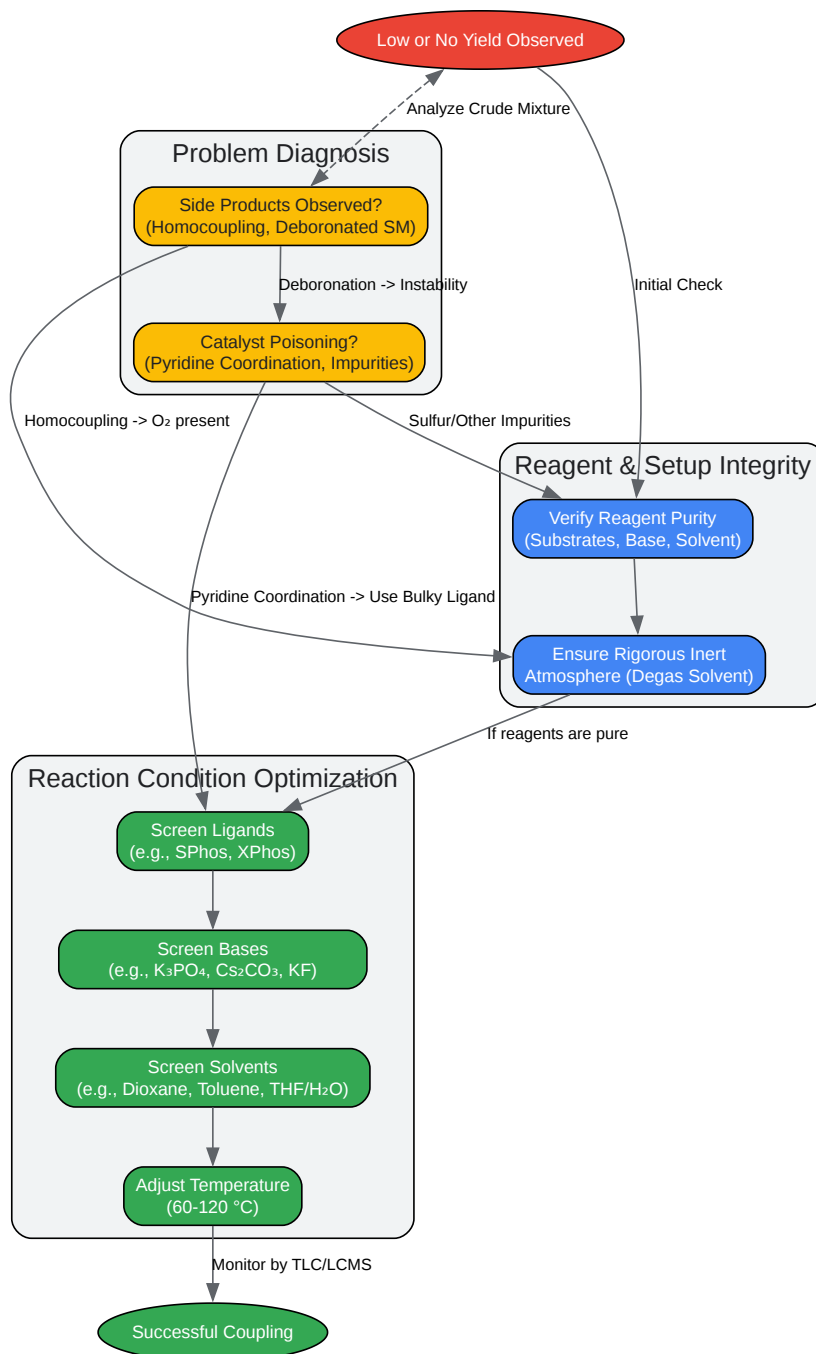 Low or No Yield Observed
Analyze Crude Mixture
Problem Diagnosis
Side Products Observed?
(Homocoupling, Deboronated SM)
Deboronation -> Instability
Initial Check
Catalyst Poisoning?
(Pyridine Coordination, Impurities)
Homocoupling -> O₂ present
Sulfur/Other Impurities
Reagent & Setup Integrity
Verify Reagent Purity
(Substrates, Base, Solvent)
Pyridine Coordination -> Use Bulky Ligand
Ensure Rigorous Inert
Atmosphere (Degas Solvent)
If reagents are pure
Reaction Condition Optimization
Screen Ligands
(e.g., SPhos, XPhos)
Screen Bases
(e.g., K₃PO₄, Cs₂CO₃, KF)
Screen Solvents
(e.g., Dioxane, Toluene, THF/H₂O)
Adjust Temperature
(60-120 °C)
Monitor by TLC/LCMS
Successful Coupling